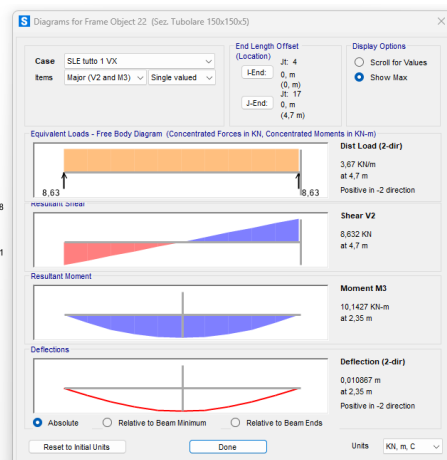 S Diagrams for Frame Object 22 (Sez. Tubolare 150x150x5)
Case SLE tutto 1 VX
Items Major (V2 and M3) Single valued
End Length Offset
(Location)
I-End: Jt: 4
0, m
(0, m)
J-End: Jt: 17
0, m
(4,7 m)
Display Options
Scroll for Values
Show Max
Equivalent Loads - Free Body Diagram (Concentrated Forces in KN, Concentrated Moments in KN-m)
8,63
8,63
Dist Load (2-dir)
3,67 KN/m
at 4,7 m
Positive in -2 direction
8
1
Resultant Shear
Shear V2
8,632 KN
at 4,7 m
Resultant Moment
Moment M3
10,1427 KN-m
at 2,35 m
Deflections
Deflection (2-dir)
0,010867 m
at 2,35 m
Positive in -2 direction
Absolute Relative to Beam Minimum Relative to Beam Ends
Reset to Initial Units Done Units KN, m, C